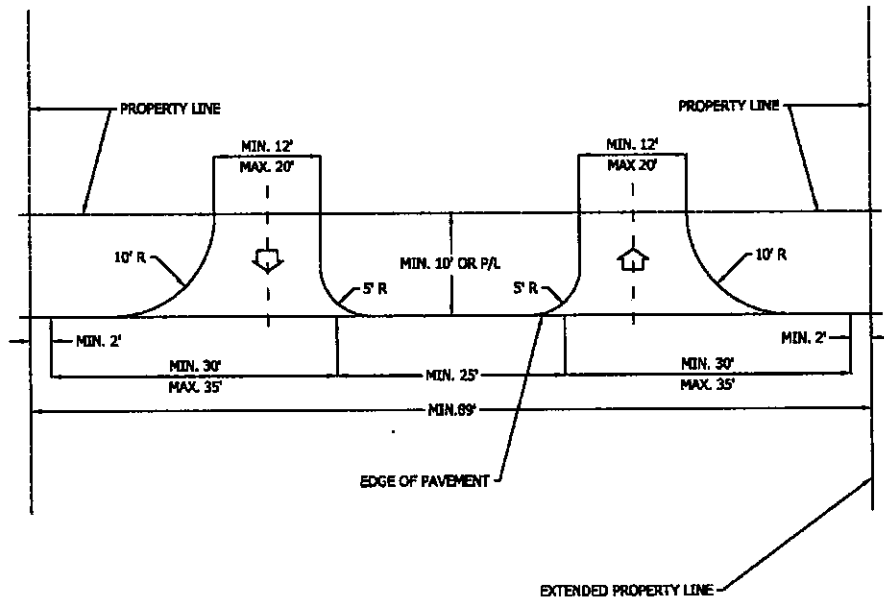 PROPERTY LINE
PROPERTY LINE
MIN. 12'
MAX. 20'
MIN. 12'
MAX 20'
10' R
MIN. 10' OR P/L
10' R
5' R
5' R
MIN. 2'
MIN. 2'
MIN. 30'
MAX. 35'
MIN. 25'
MIN. 30'
MAX. 35'
MIN.89'
EDGE OF PAVEMENT
EXTENDED PROPERTY LINE